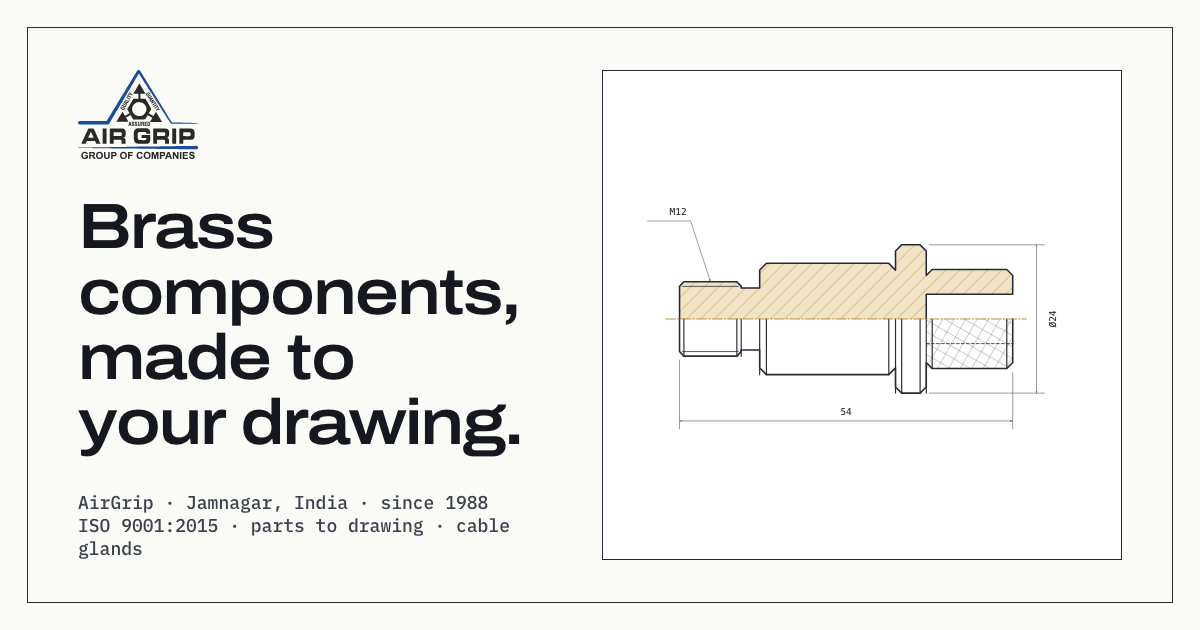 QUALITY
QUANTITY
ASSURED
AIR GRIP
GROUP OF COMPANIES
Brass
components,
made to
your drawing.
AirGrip · Jamnagar, India · since 1988
ISO 9001:2015 · parts to drawing · cable
glands
M12
Ø24
54